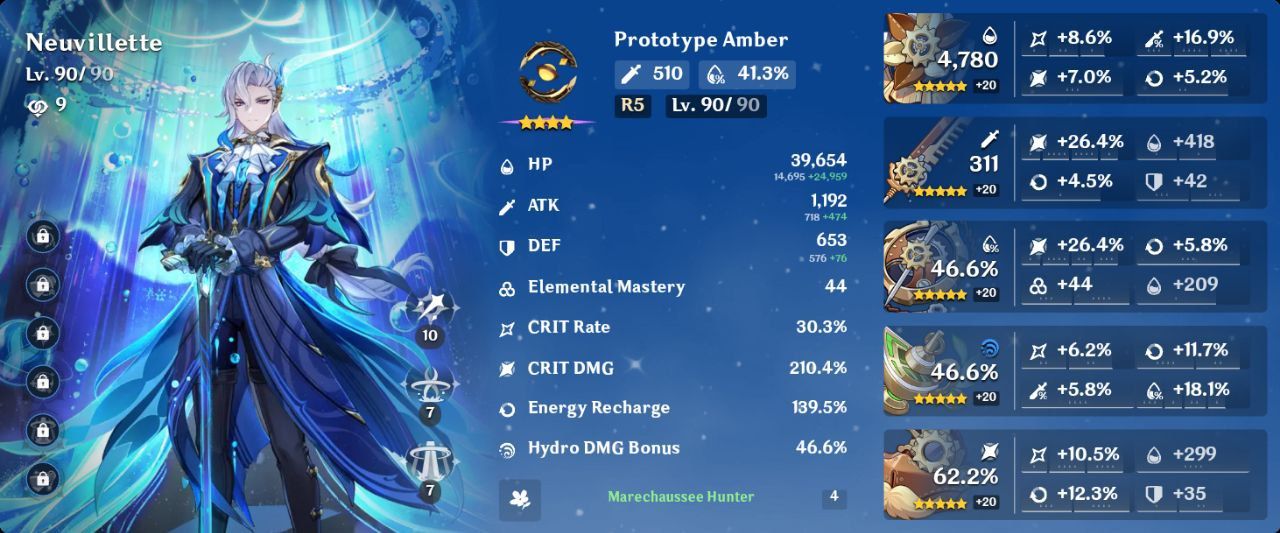 Neuvillette
Lv. 90/ 90
9
10
7
7
Prototype Amber
510 41.3%
R5 Lv. 90/ 90
HP 39,654
14,695 +24,959
ATK 1,192
718 +474
DEF 653
576 +76
Elemental Mastery 44
CRIT Rate 30.3%
CRIT DMG 210.4%
Energy Recharge 139.5%
Hydro DMG Bonus 46.6%
Marechaussee Hunter 4
4,780
+20
+8.6% +16.9%
+7.0% +5.2%
311
+20
+26.4% +418
+4.5% +42
46.6%
+20
+26.4% +5.8%
+44 +209
46.6%
+20
+6.2% +11.7%
+5.8% +18.1%
62.2%
+20
+10.5% +299
+12.3% +35